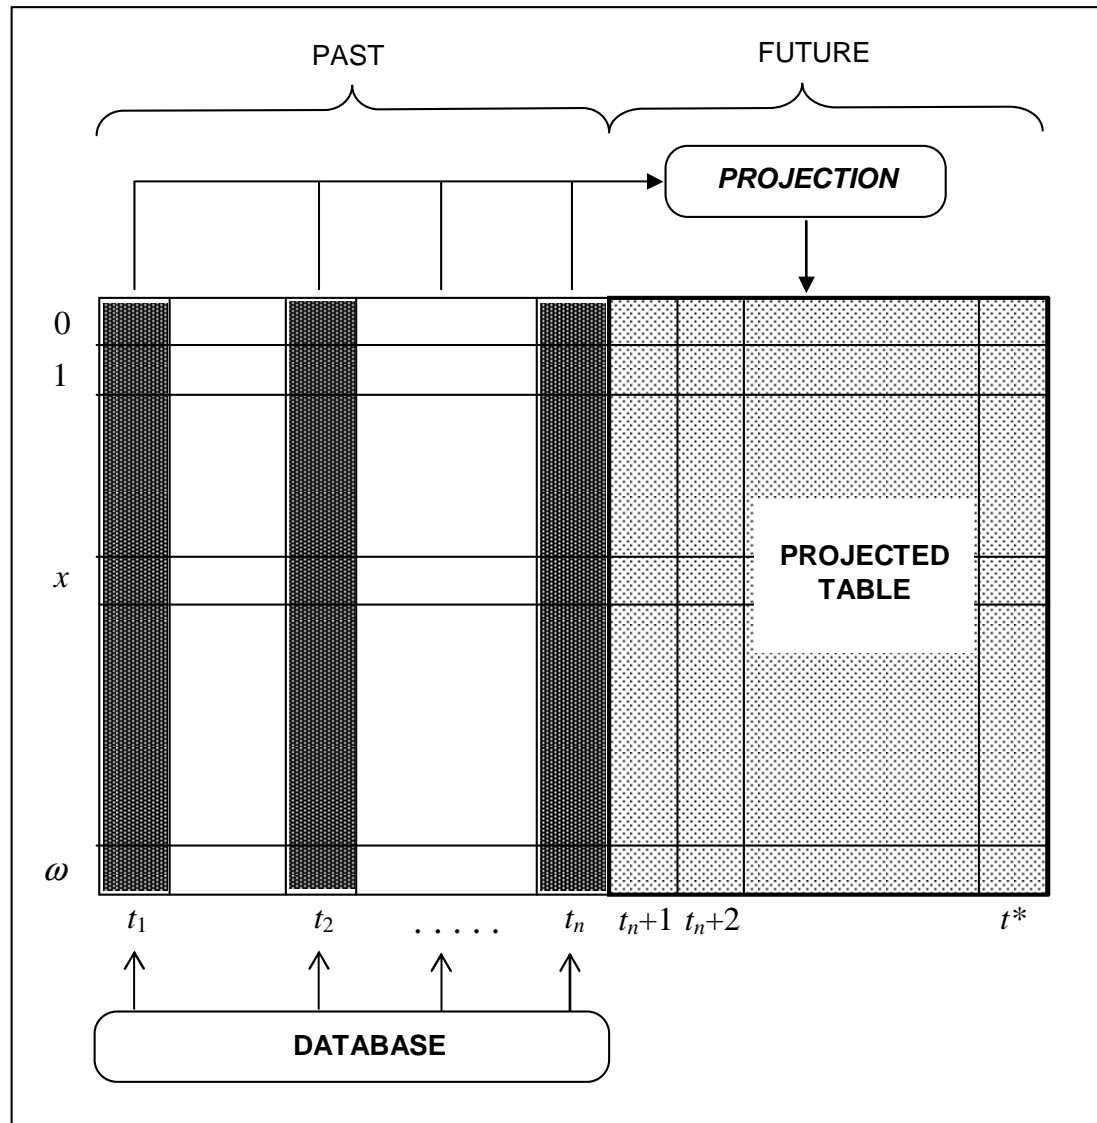 PAST
FUTURE
PROJECTION
0
1
x
PROJECTED
TABLE
ω
t₁ t₂ . . . . . tₙ tₙ+1 tₙ+2 t*
DATABASE